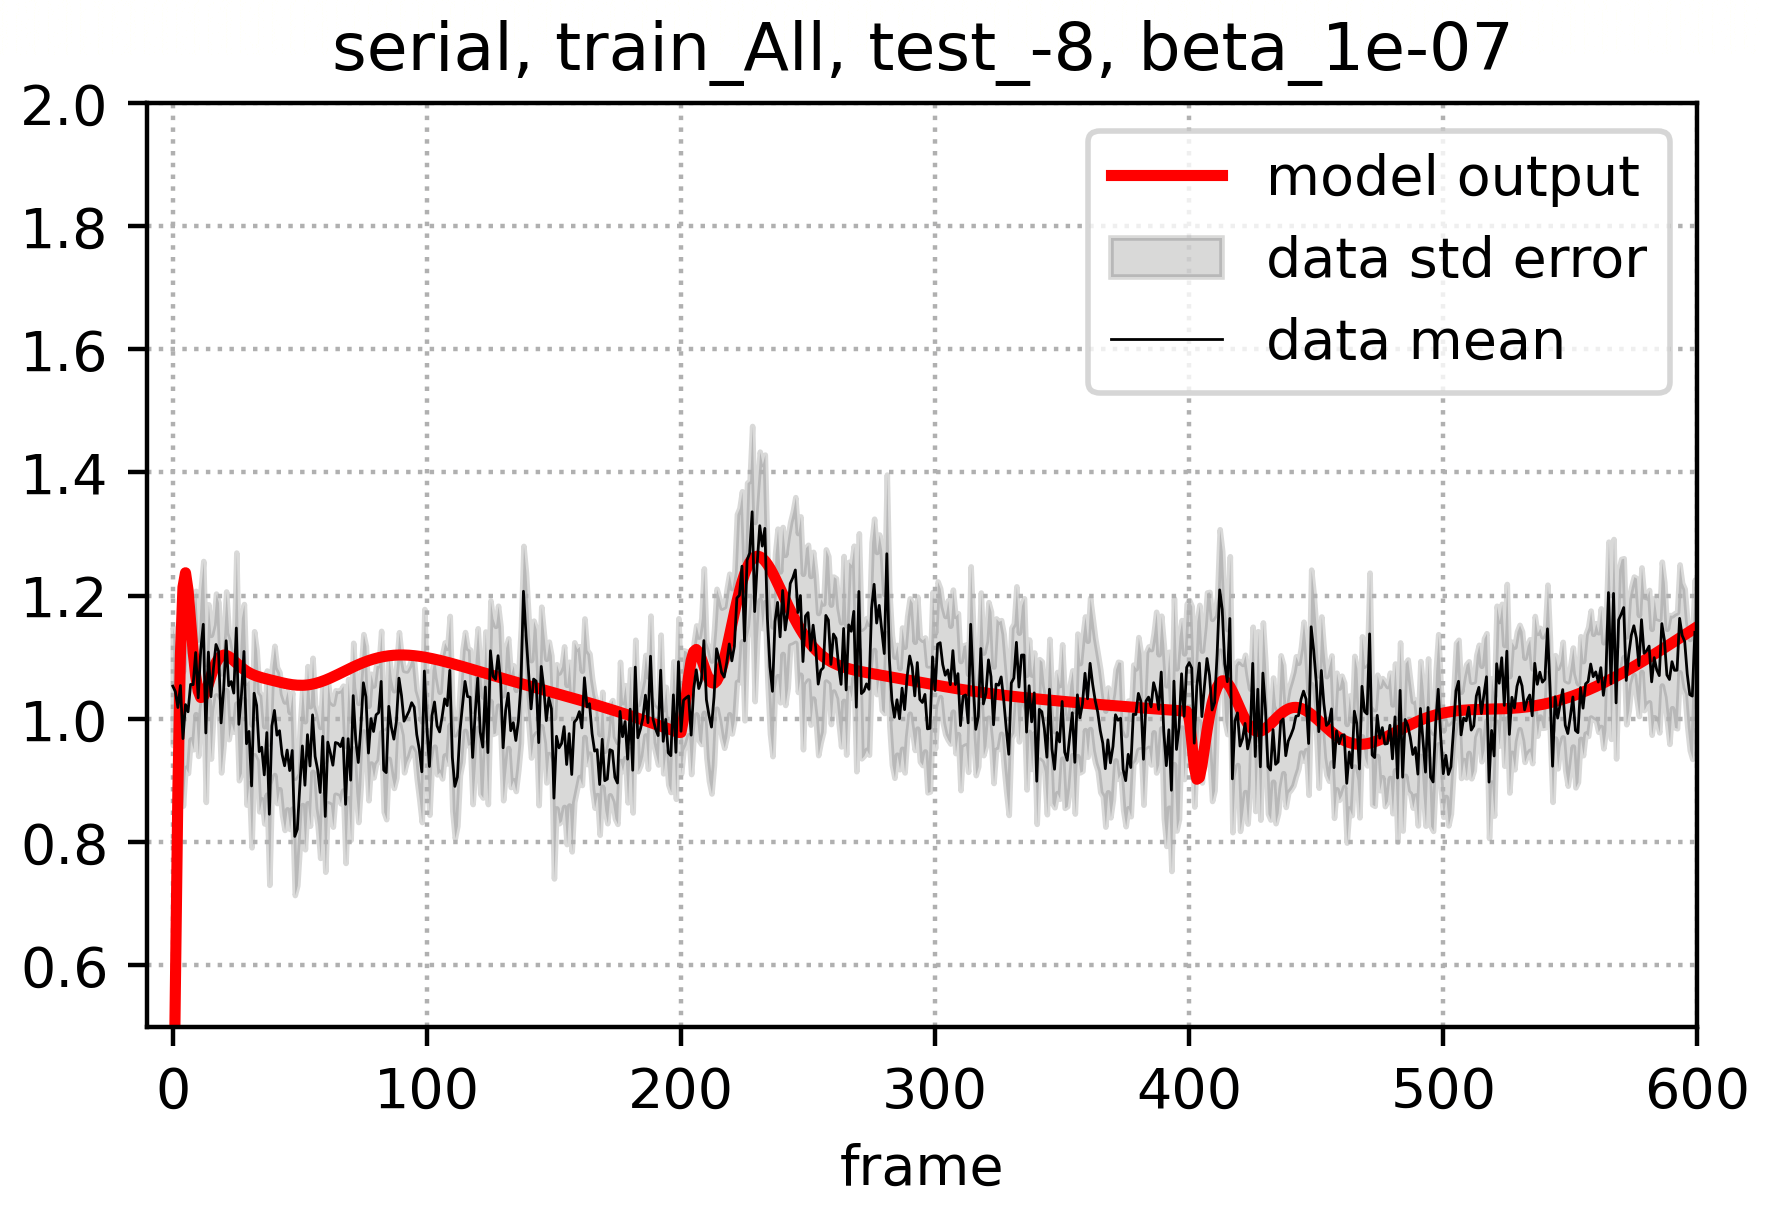 serial, train_All, test_-8, beta_1e-07
2.0
1.8
1.6
1.4
1.2
1.0
0.8
0.6
model output
data std error
data mean
0 100 200 300 400 500 600
frame